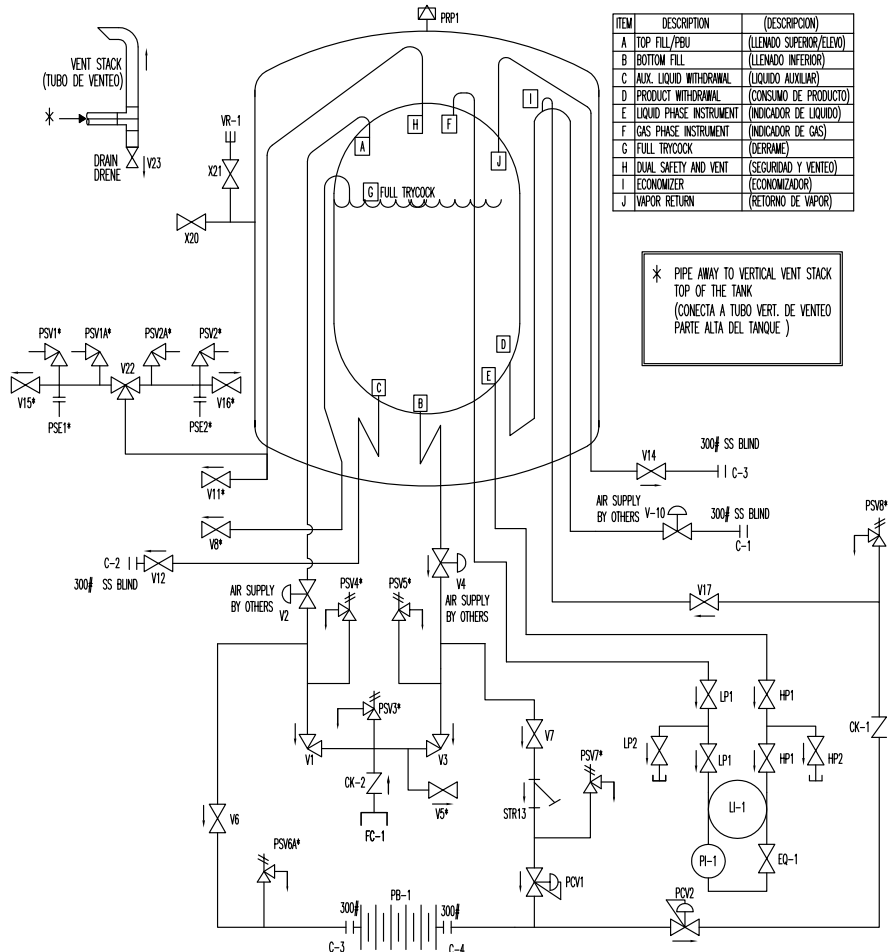 PRP1
VENT STACK
(TUBO DE VENTEO)
DRAIN
DRENE
V23
VR-1
X21
X20
ITEM DESCRIPTION (DESCRIPCION)
A TOP FILL/PBU (LLENADO SUPERIOR/ELEVO)
B BOTTOM FILL (LLENADO INFERIOR)
C AUX. LIQUID WITHDRAWAL (LIQUIDO AUXILIAR)
D PRODUCT WITHDRAWAL (CONSUMO DE PRODUCTO)
E LIQUID PHASE INSTRUMENT (INDICADOR DE LIQUIDO)
F GAS PHASE INSTRUMENT (INDICADOR DE GAS)
G FULL TRYCOCK (DERRAME)
H DUAL SAFETY AND VENT (SEGURIDAD Y VENTEO)
I ECONOMIZER (ECONOMIZADOR)
J VAPOR RETURN (RETORNO DE VAPOR)
PIPE AWAY TO VERTICAL VENT STACK
TOP OF THE TANK
(CONECTA A TUBO VERT. DE VENTEO
PARTE ALTA DEL TANQUE )
I
H
F
A
J
G FULL TRYCOCK
D
E
C
B
PSV1*
PSV1A*
PSV2A*
PSV2*
V22
V15*
V16*
PSE1*
PSE2*
V11*
V8*
C-2
V12
300# SS BLIND
V14
300# SS BLIND
C-3
AIR SUPPLY
BY OTHERS
V-10
300# SS BLIND
C-1
PSV8*
AIR SUPPLY
BY OTHERS
V2
PSV4*
PSV5*
V4
AIR SUPPLY
BY OTHERS
V17
PSV3*
V1
V3
CK-2
V5*
FC-1
V7
PSV7*
STR13
LP1
HP1
LP2
LP1
HP1
HP2
CK-1
LI-1
PI-1
EQ-1
V6
PSV6A*
PCV1
PCV2
300#
PB-1
300#
C-3
C-4